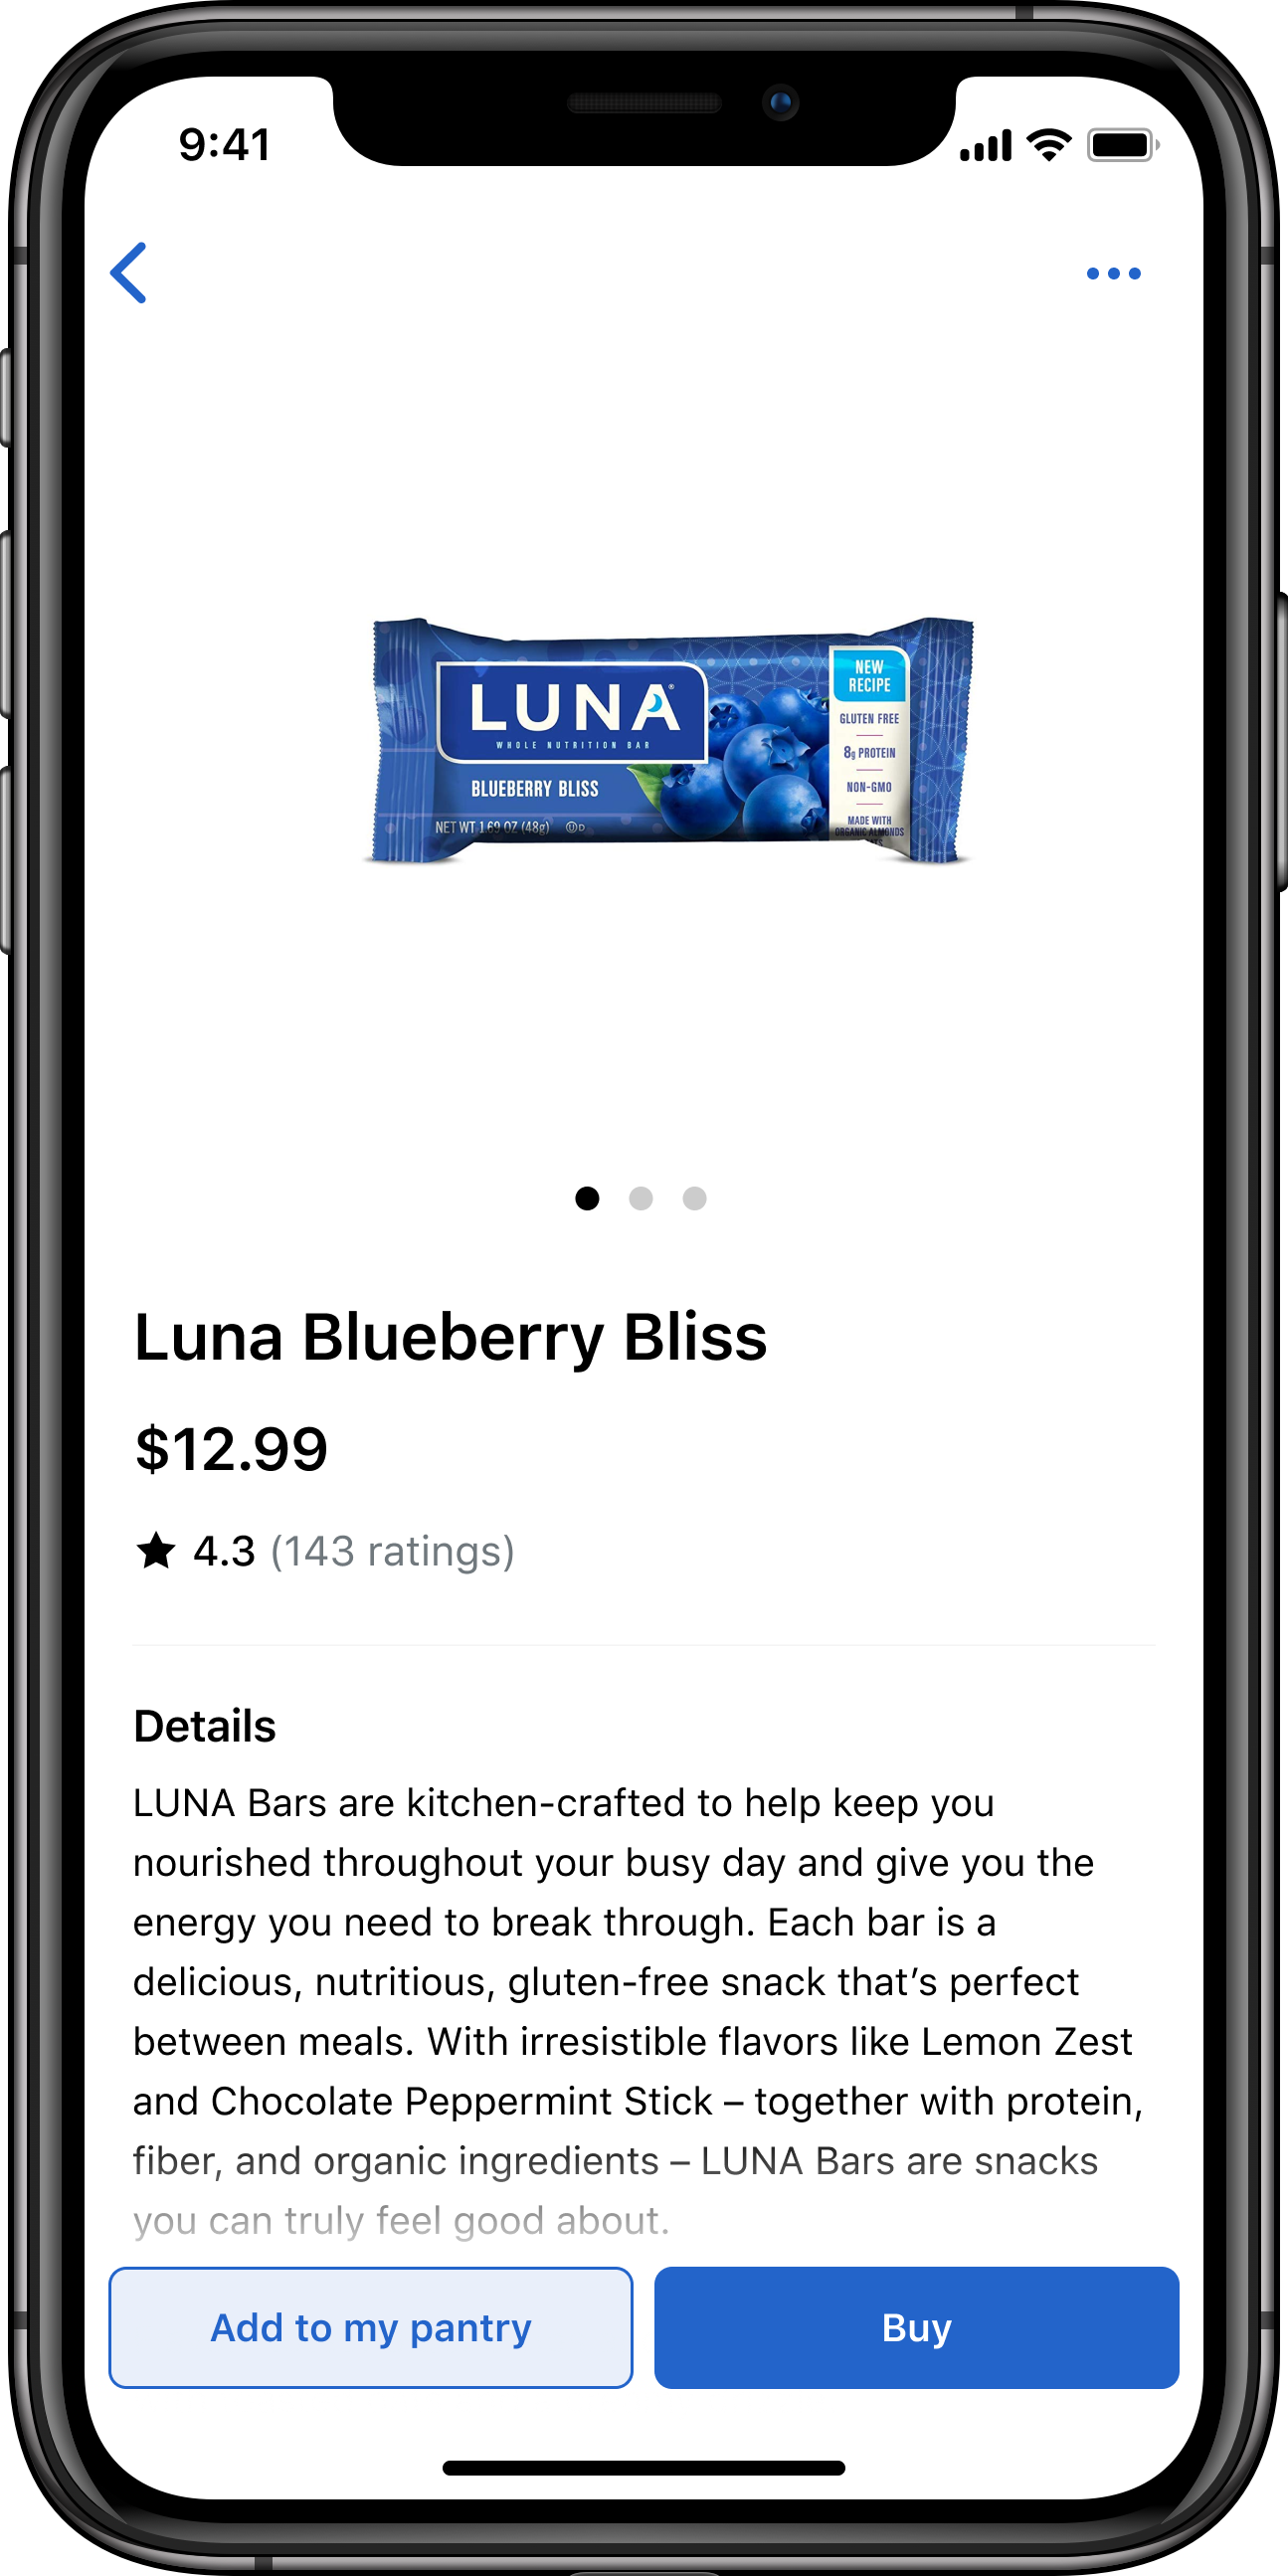 9:41
LUNA®
WHOLE NUTRITION BAR
BLUEBERRY BLISS
NET WT 1.69 OZ (48g) ⓊD
NEW
RECIPE
GLUTEN FREE
8g PROTEIN
NON-GMO
MADE WITH
ORGANIC ALMONDS
Luna Blueberry Bliss
$12.99
4.3 (143 ratings)
Details
LUNA Bars are kitchen-crafted to help keep you
nourished throughout your busy day and give you the
energy you need to break through. Each bar is a
delicious, nutritious, gluten-free snack that’s perfect
between meals. With irresistible flavors like Lemon Zest
and Chocolate Peppermint Stick – together with protein,
fiber, and organic ingredients – LUNA Bars are snacks
you can truly feel good about.
Add to my pantry
Buy